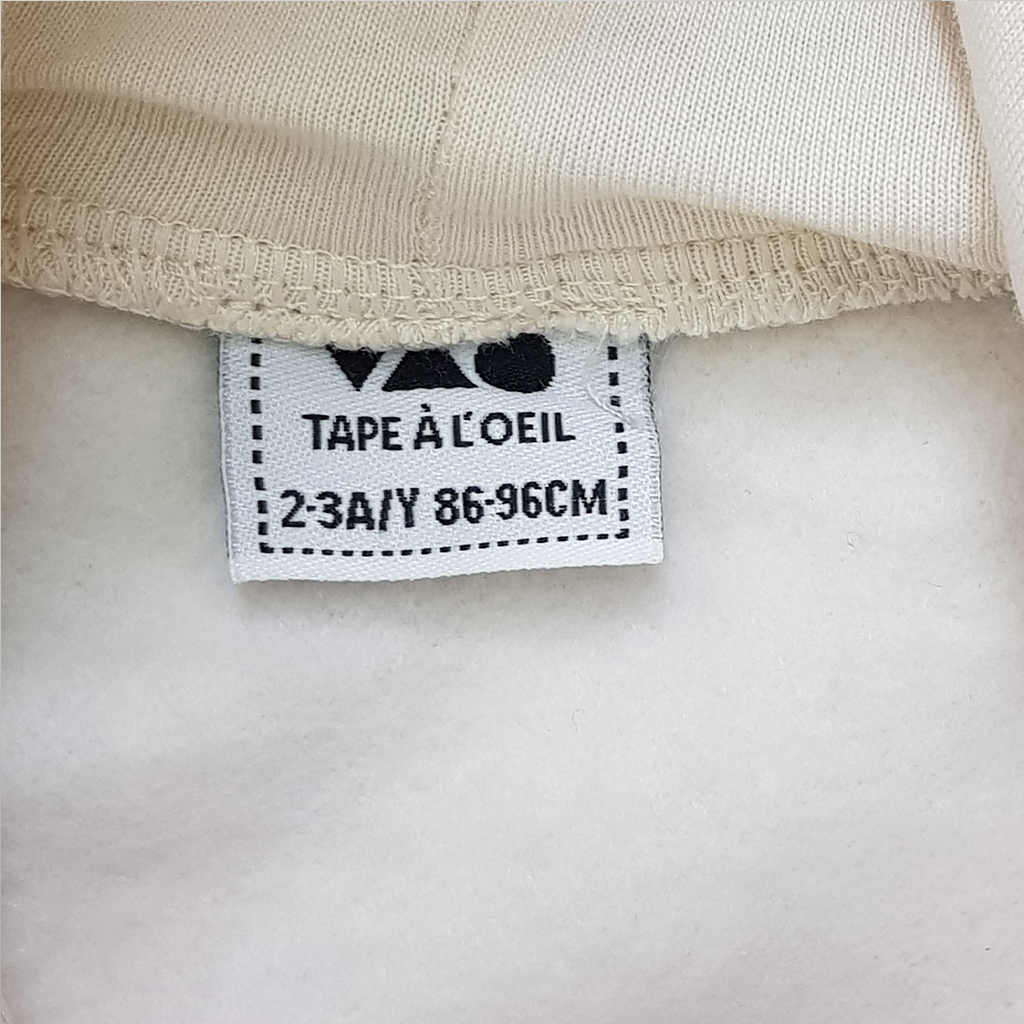 TAPE À L'OEIL
2-3A/Y 86-96CM